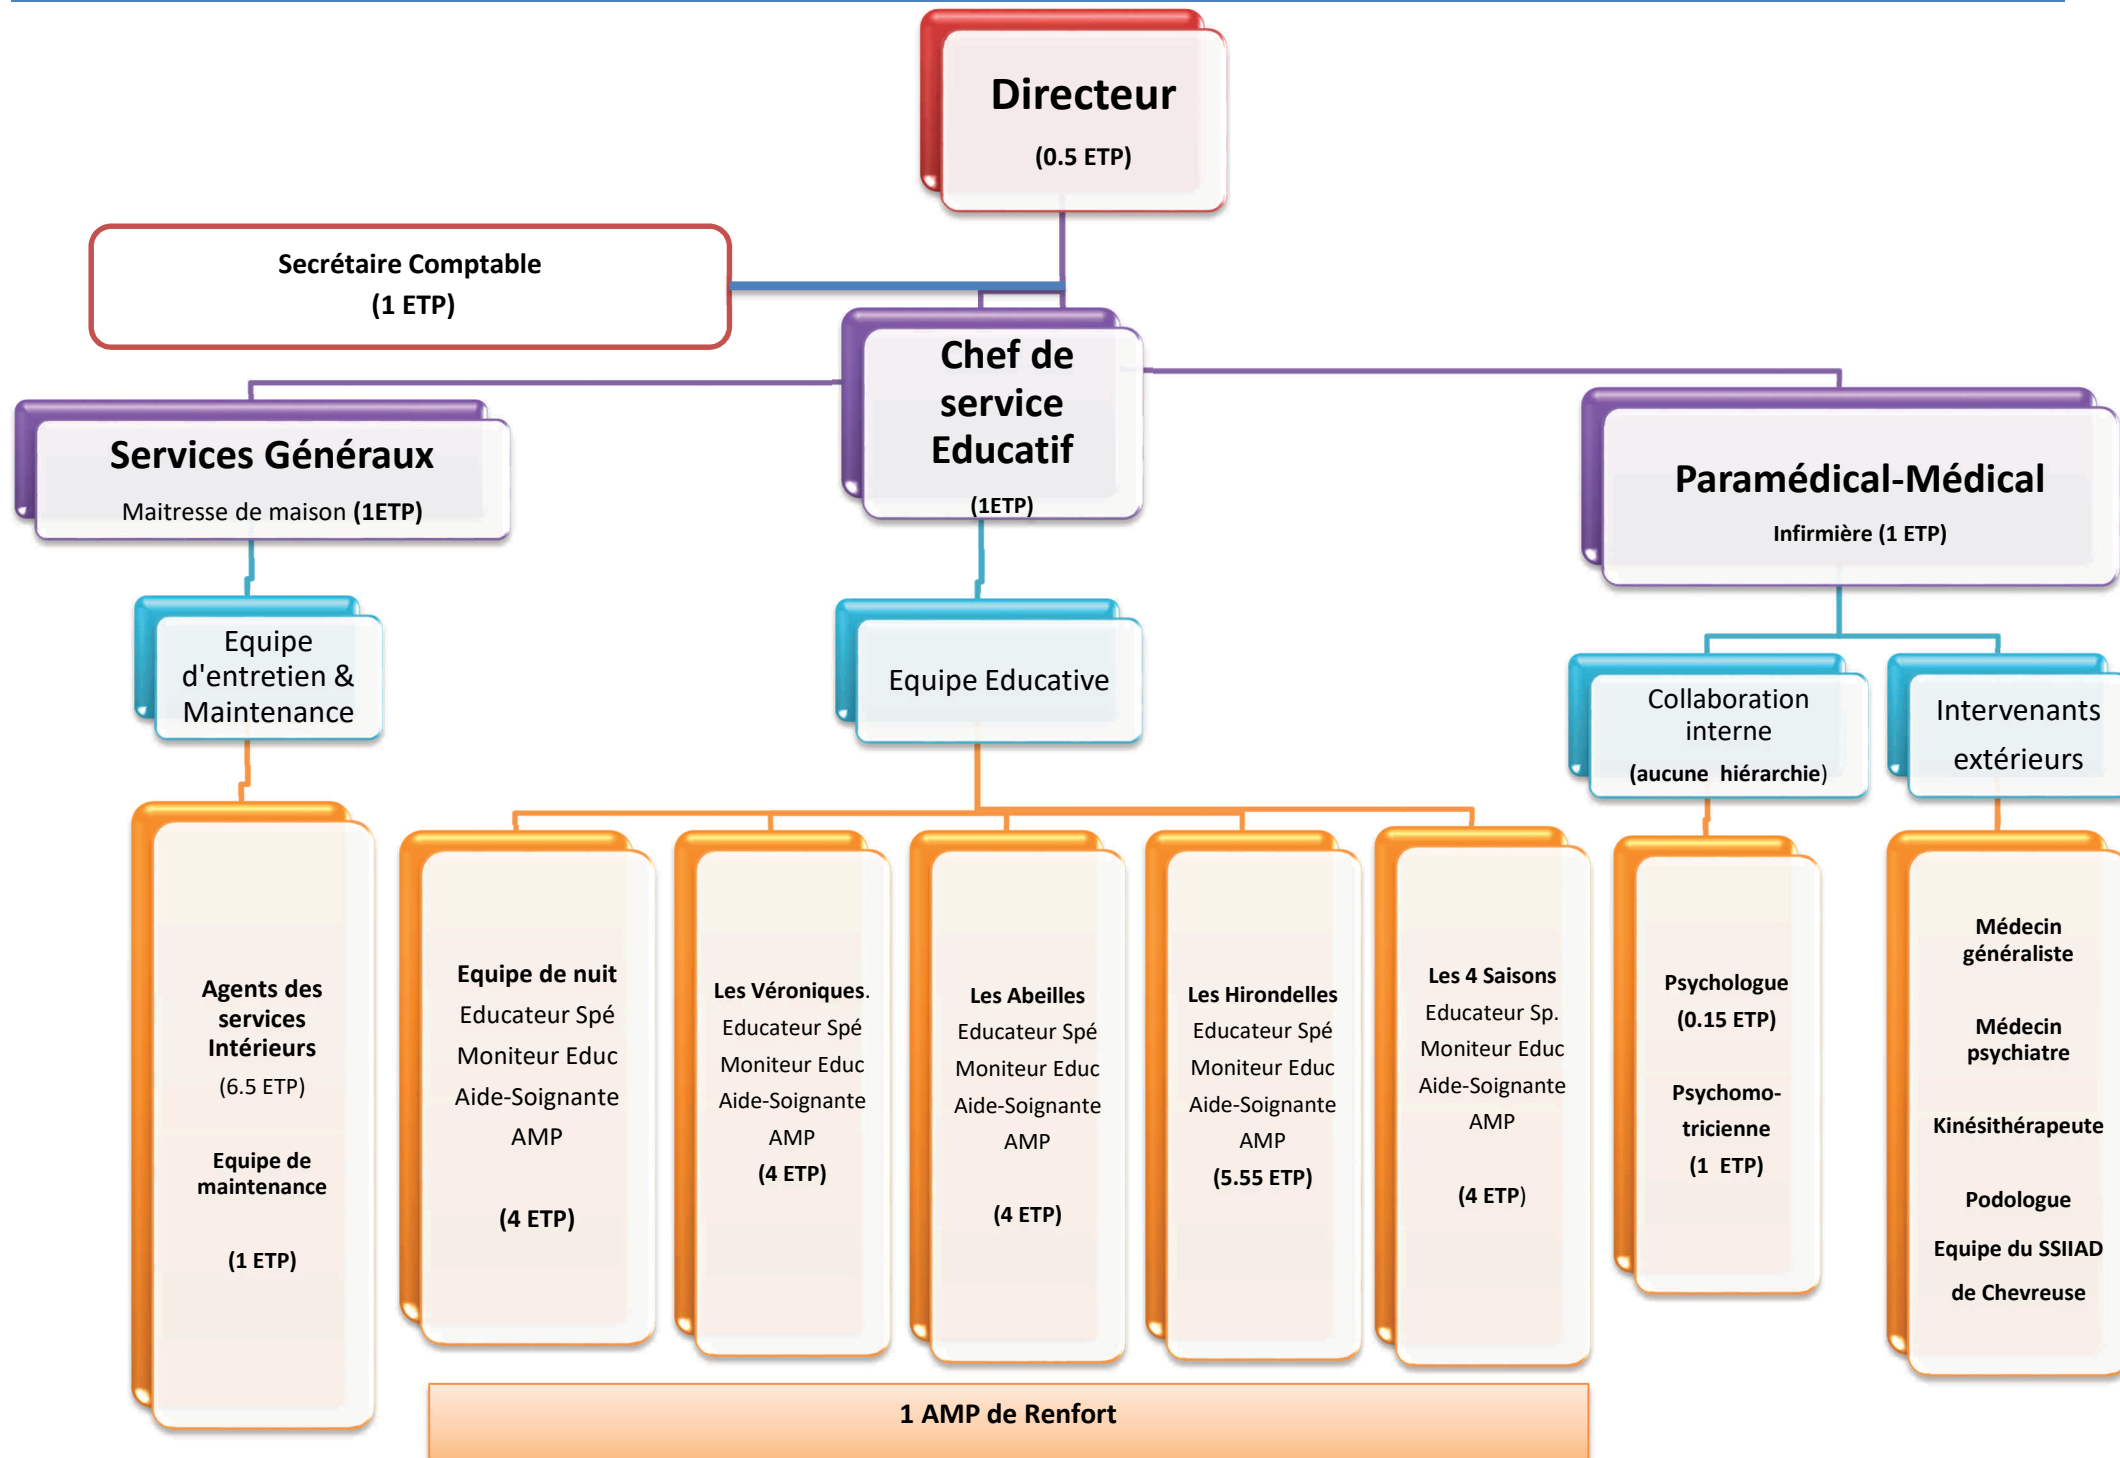 Directeur
(0.5 ETP)
Secrétaire Comptable
(1 ETP)
Chef de
service
Educatif
(1ETP)
Services Généraux
Maitresse de maison (1ETP)
Paramédical-Médical
Infirmière (1 ETP)
Equipe
d'entretien &
Maintenance
Equipe Educative
Collaboration
interne
(aucune hiérarchie)
Intervenants
extérieurs
Agents des
services
Intérieurs
(6.5 ETP)
Equipe de
maintenance
(1 ETP)
Equipe de nuit
Educateur Spé
Moniteur Educ
Aide-Soignante
AMP
(4 ETP)
Les Véroniques.
Educateur Spé
Moniteur Educ
Aide-Soignante
AMP
(4 ETP)
Les Abeilles
Educateur Spé
Moniteur Educ
Aide-Soignante
AMP
(4 ETP)
Les Hirondelles
Educateur Spé
Moniteur Educ
Aide-Soignante
AMP
(5.55 ETP)
Les 4 Saisons
Educateur Sp.
Moniteur Educ
Aide-Soignante
AMP
(4 ETP)
Psychologue
(0.15 ETP)
Psychomo-
tricienne
(1 ETP)
Médecin
généraliste
Médecin
psychiatre
Kinésithérapeute
Podologue
Equipe du SSIIAD
de Chevreuse
1 AMP de Renfort